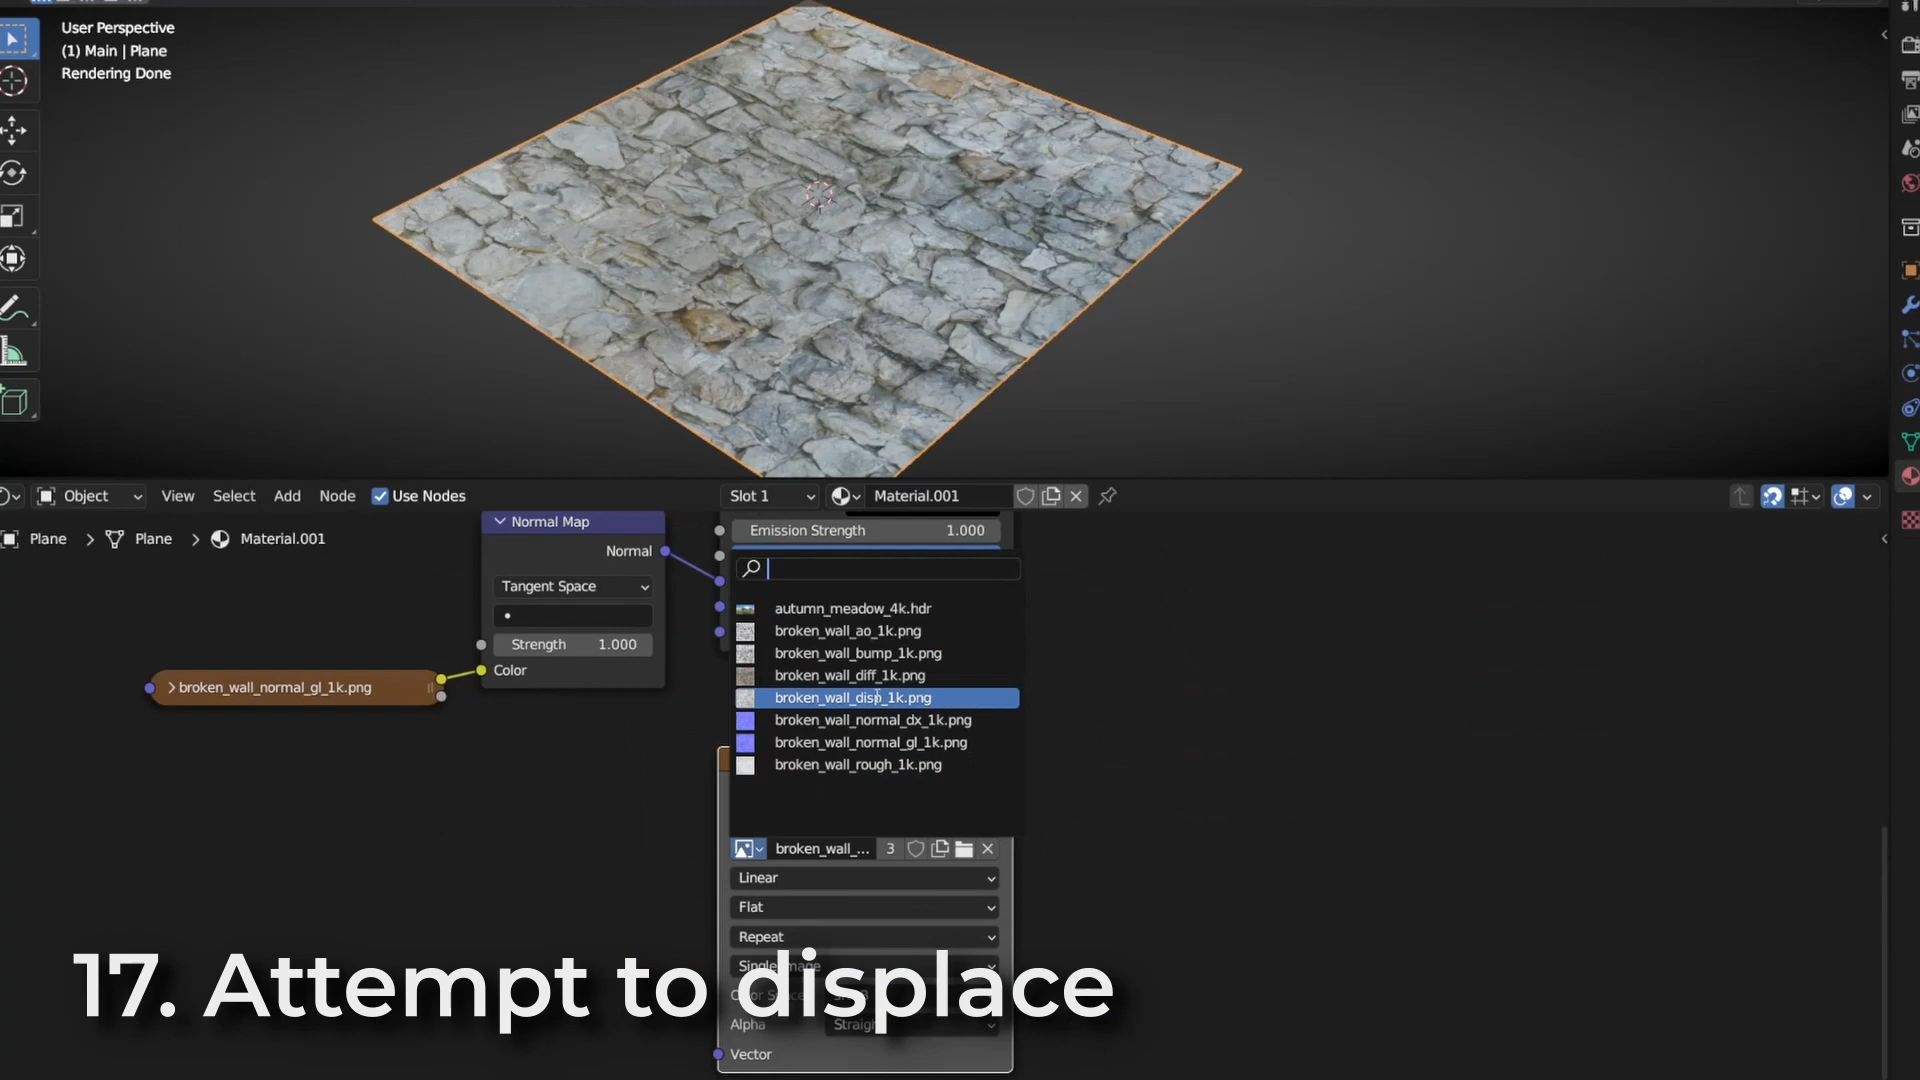 User Perspective
(1) Main | Plane
Rendering Done
Object
View
Select
Add
Node
Use Nodes
Slot 1
Material.001
Plane
Plane
Material.001
Normal Map
Normal
Tangent Space
Strength 1.000
Color
broken_wall_normal_gl_1k.png
Emission Strength 1.000
autumn_meadow_4k.hdr
broken_wall_ao_1k.png
broken_wall_bump_1k.png
broken_wall_diff_1k.png
broken_wall_disp_1k.png
broken_wall_normal_dx_1k.png
broken_wall_normal_gl_1k.png
broken_wall_rough_1k.png
broken_wall_... 3
Linear
Flat
Repeat
Single Image
Alpha
Vector
17. Attempt to displace